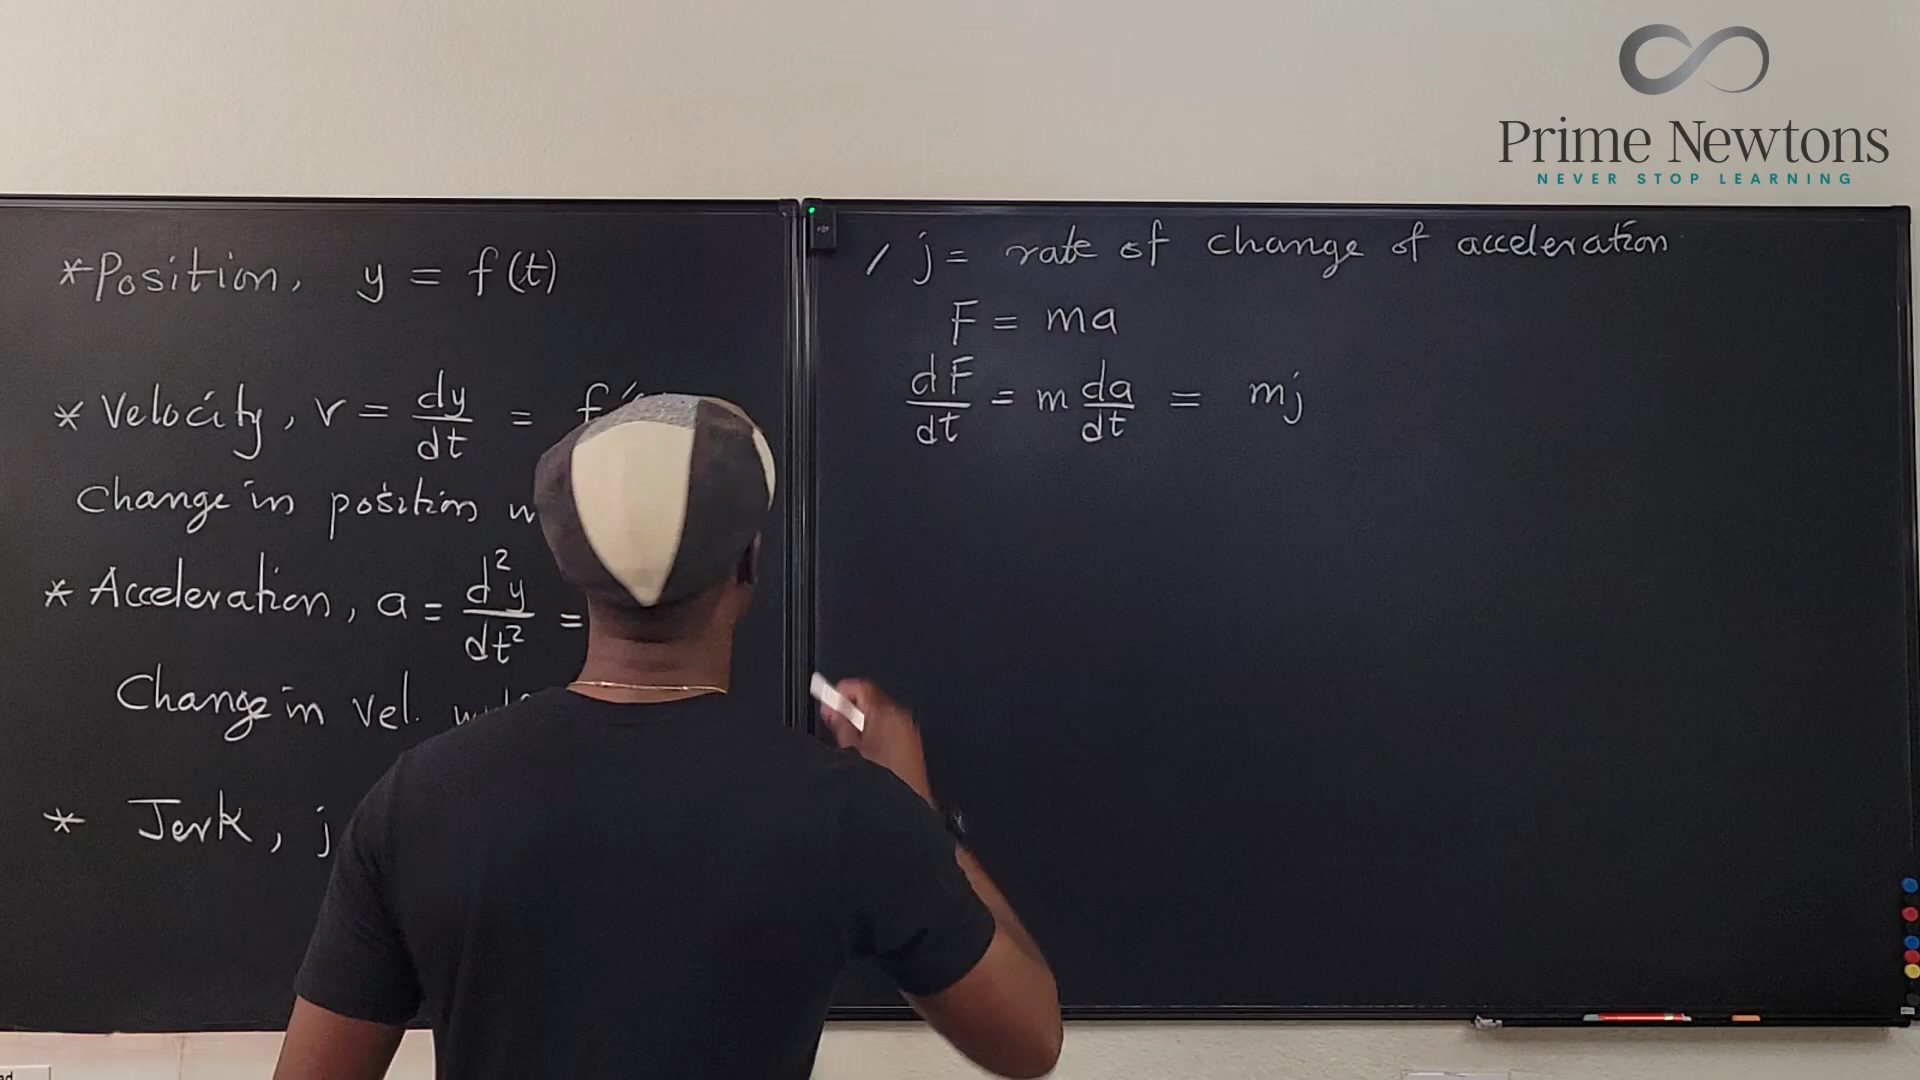 Prime Newtons
NEVER STOP LEARNING
*Position, y = f(t)
* Velocity, v = dy/dt =
Change in position
* Acceleration, a = d²y/dt² =
Change in vel.
* Jerk, j
/ j = rate of change of acceleration
F = ma
dF/dt = m da/dt = mj